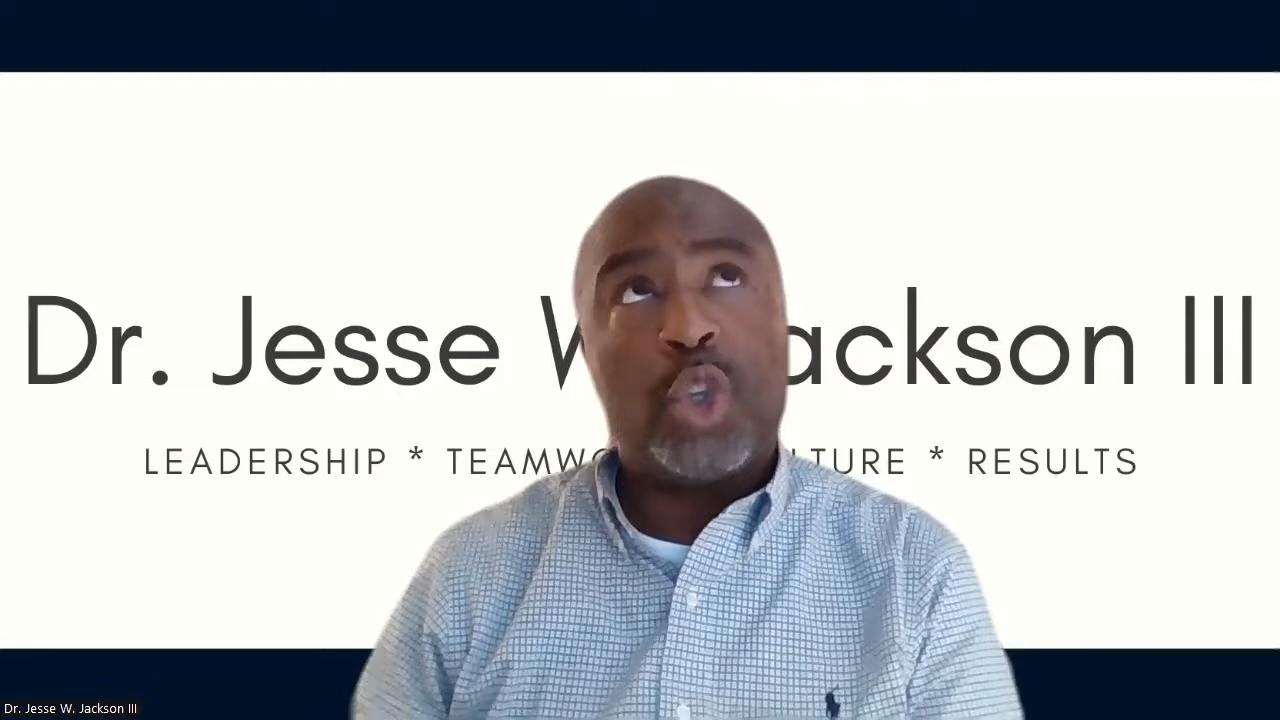 Dr. Jesse W ackson III
LEADERSHIP * TEAMWO LTURE * RESULTS
Dr. Jesse W. Jackson III